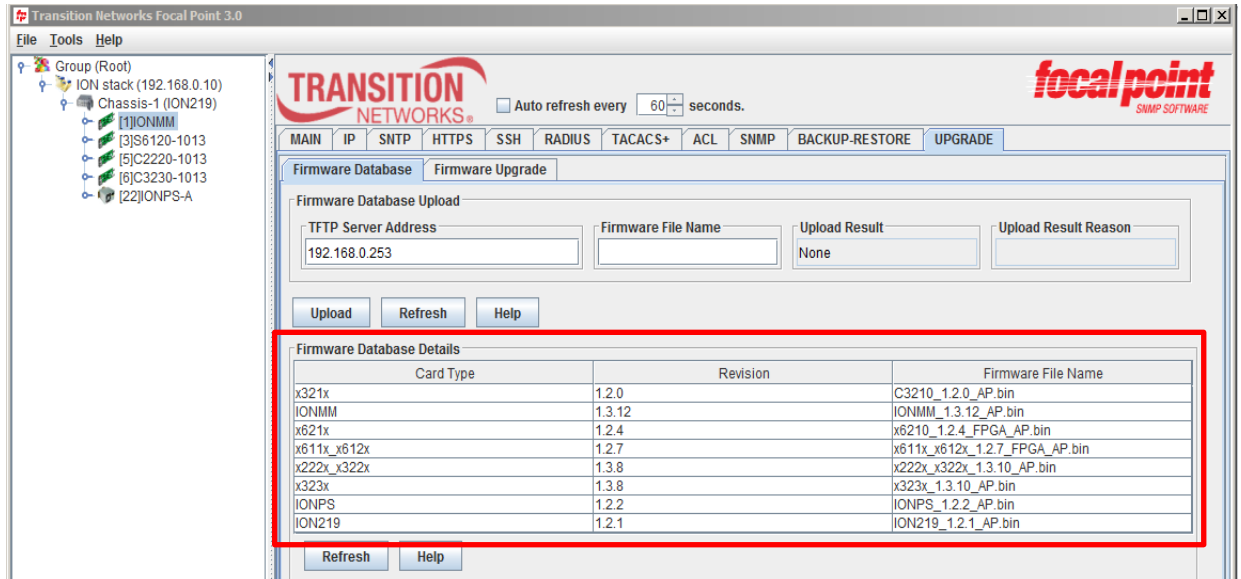 Transition Networks Focal Point 3.0
File Tools Help
Group (Root)
ION stack (192.168.0.10)
Chassis-1 (ION219)
[1]IONMM
[3]S6120-1013
[5]C2220-1013
[6]C3230-1013
[22]IONPS-A
TRANSITION
NETWORKS®
Auto refresh every 60 seconds.
focal point
SNMP SOFTWARE
MAIN IP SNTP HTTPS SSH RADIUS TACACS+ ACL SNMP BACKUP-RESTORE UPGRADE
Firmware Database Firmware Upgrade
Firmware Database Upload
TFTP Server Address Firmware File Name Upload Result Upload Result Reason
192.168.0.253 None
Upload Refresh Help
Firmware Database Details
Card Type Revision Firmware File Name
x321x 1.2.0 C3210_1.2.0_AP.bin
IONMM 1.3.12 IONMM_1.3.12_AP.bin
x621x 1.2.4 x6210_1.2.4_FPGA_AP.bin
x611x_x612x 1.2.7 x611x_x612x_1.2.7_FPGA_AP.bin
x222x_x322x 1.3.8 x222x_x322x_1.3.10_AP.bin
x323x 1.3.8 x323x_1.3.10_AP.bin
IONPS 1.2.2 IONPS_1.2.2_AP.bin
ION219 1.2.1 ION219_1.2.1_AP.bin
Refresh Help